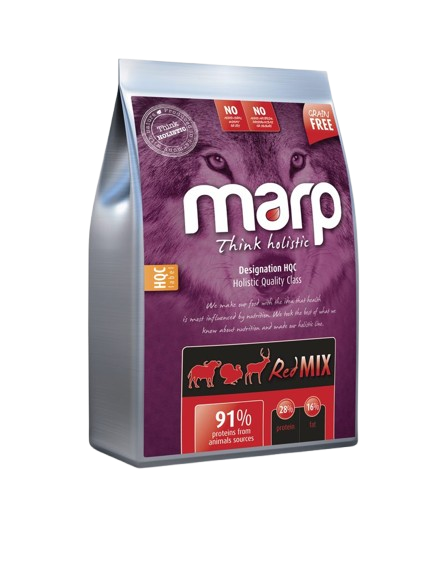 NO
NO
GRAIN
FREE
Think
HOLISTIC
marp
Think holistic
Designation HQC
Holistic Quality Class
HQC
label
We make our food with the idea that health
is most influenced by nutrition. We took the best of what we
know about nutrition and made our holistic line.
Red MIX
91%
proteins from
animals sources
28%
protein
16%
fat